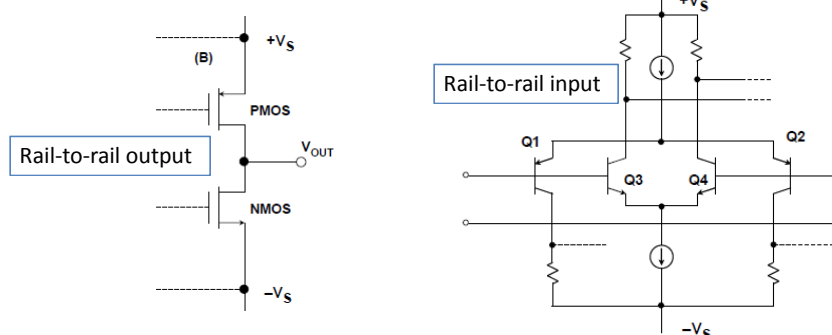 +VS
(B)
PMOS
Rail-to-rail output
VOUT
NMOS
−VS
+VS
Rail-to-rail input
Q1
Q2
Q3
Q4
−VS